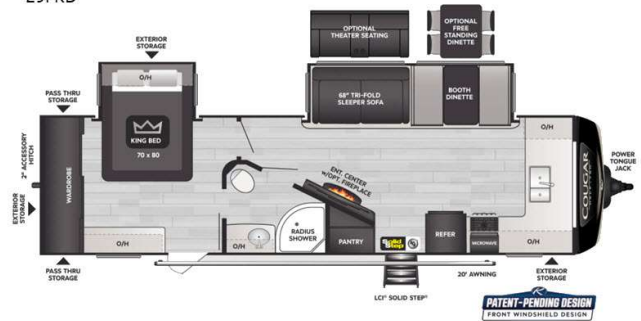 EXTERIOR
STORAGE
OPTIONAL
THEATER SEATING
OPTIONAL
FREE
STANDING
DINETTE
O/H
PASS THRU
STORAGE
68" TRI-FOLD
SLEEPER SOFA
BOOTH
DINETTE
KING BED
70 x 80
O/H
2" ACCESSORY
HITCH
WARDROBE
EXTERIOR
STORAGE
ENT. CENTER
w/OPT. FIREPLACE
COUGAR
POWER
TONGUE
JACK
O/H
O/H
RADIUS
SHOWER
PANTRY
Solid
Step
REFER
MICROWAVE
O/H
PASS THRU
STORAGE
20' AWNING
EXTERIOR
STORAGE
LCI® SOLID STEP®
PATENT-PENDING DESIGN
FRONT WINDSHIELD DESIGN